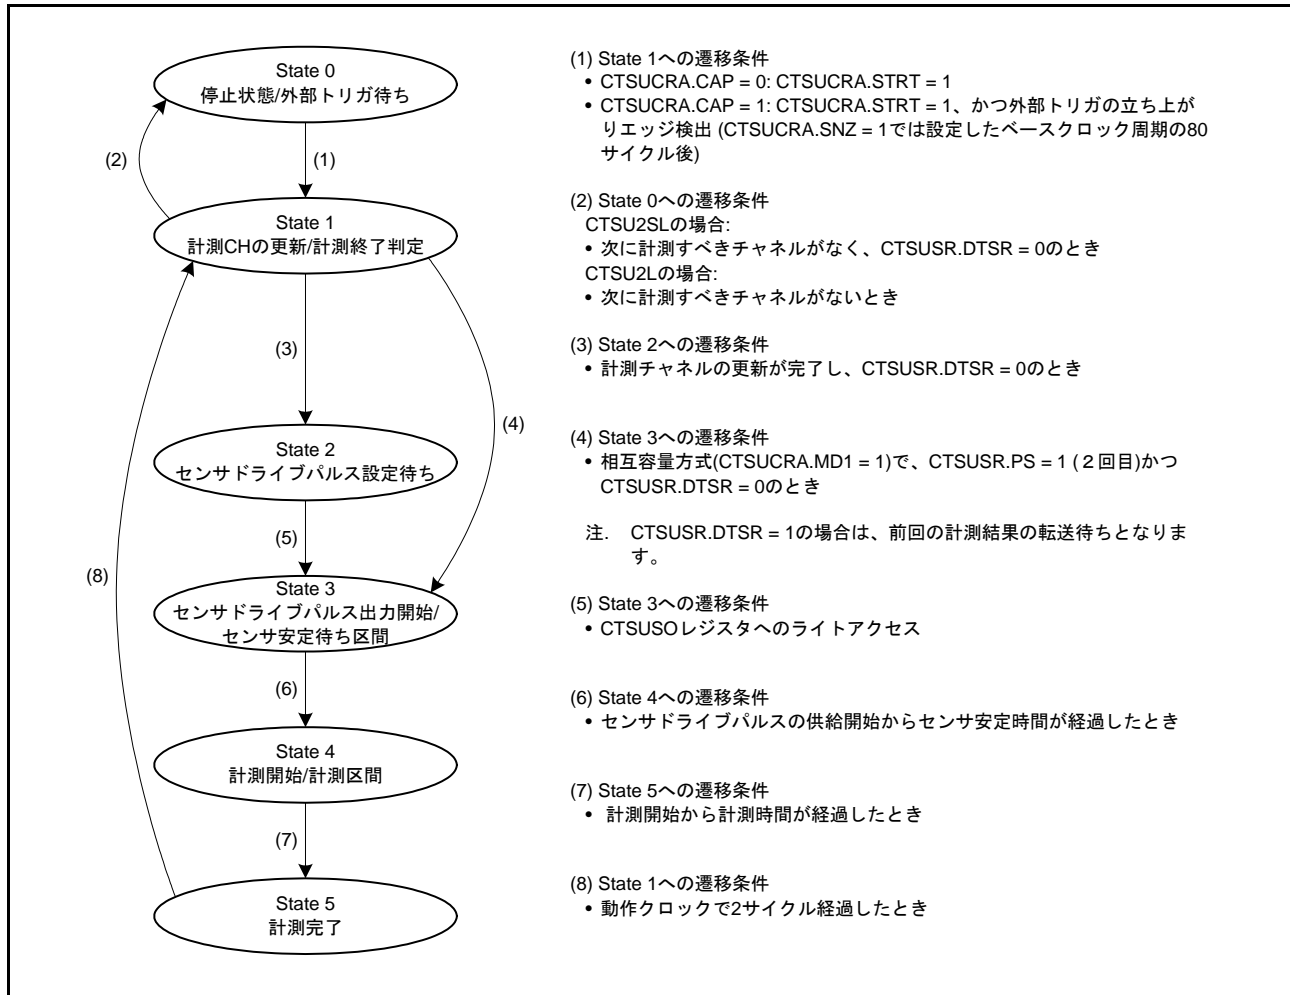 State 0
停止状態/外部トリガ待ち
(2)
(1)
State 1
計測CHの更新/計測終了判定
(3)
(4)
State 2
センサドライブパルス設定待ち
(5)
(8)
State 3
センサドライブパルス出力開始/
センサ安定待ち区間
(6)
State 4
計測開始/計測区間
(7)
State 5
計測完了
(1) State 1への遷移条件
• CTSUCRA.CAP = 0: CTSUCRA.STRT = 1
• CTSUCRA.CAP = 1: CTSUCRA.STRT = 1、かつ外部トリガの立ち上が
りエッジ検出 (CTSUCRA.SNZ = 1では設定したベースクロック周期の80
サイクル後)
(2) State 0への遷移条件
CTSU2SLの場合:
• 次に計測すべきチャネルがなく、CTSUSR.DTSR = 0のとき
CTSU2Lの場合:
• 次に計測すべきチャネルがないとき
(3) State 2への遷移条件
• 計測チャネルの更新が完了し、CTSUSR.DTSR = 0のとき
(4) State 3への遷移条件
• 相互容量方式(CTSUCRA.MD1 = 1)で、CTSUSR.PS = 1 (２回目)かつ
CTSUSR.DTSR = 0のとき
注. CTSUSR.DTSR = 1の場合は、前回の計測結果の転送待ちとなりま
す。
(5) State 3への遷移条件
• CTSUSOレジスタへのライトアクセス
(6) State 4への遷移条件
• センサドライブパルスの供給開始からセンサ安定時間が経過したとき
(7) State 5への遷移条件
• 計測開始から計測時間が経過したとき
(8) State 1への遷移条件
• 動作クロックで2サイクル経過したとき